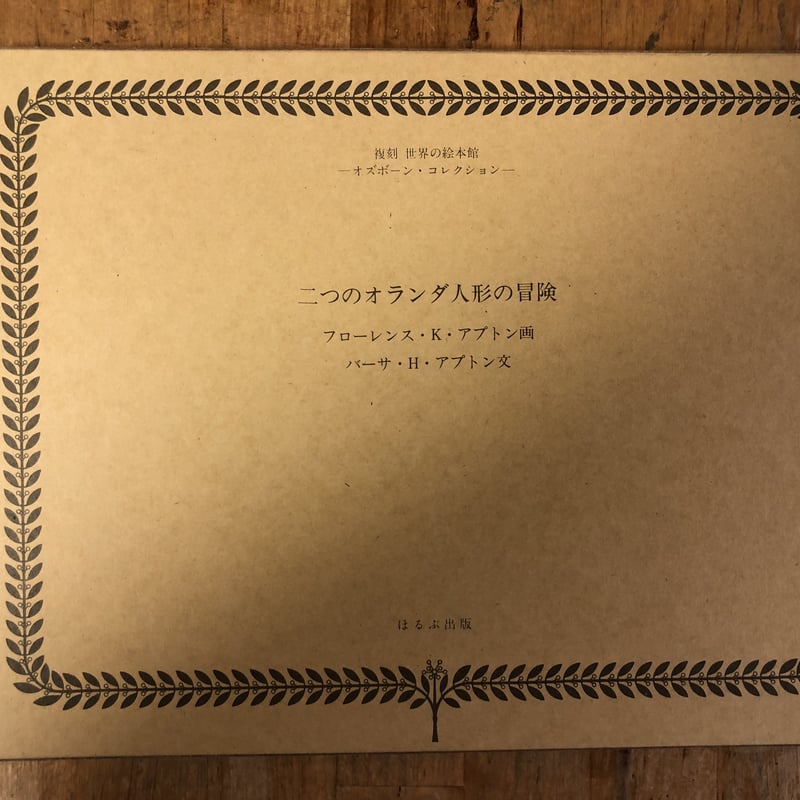 復刻 世界の絵本館
―オズボーン・コレクション―
二つのオランダ人形の冒険
フローレンス・K・アプトン画
バーサ・H・アプトン文
ほるぷ出版